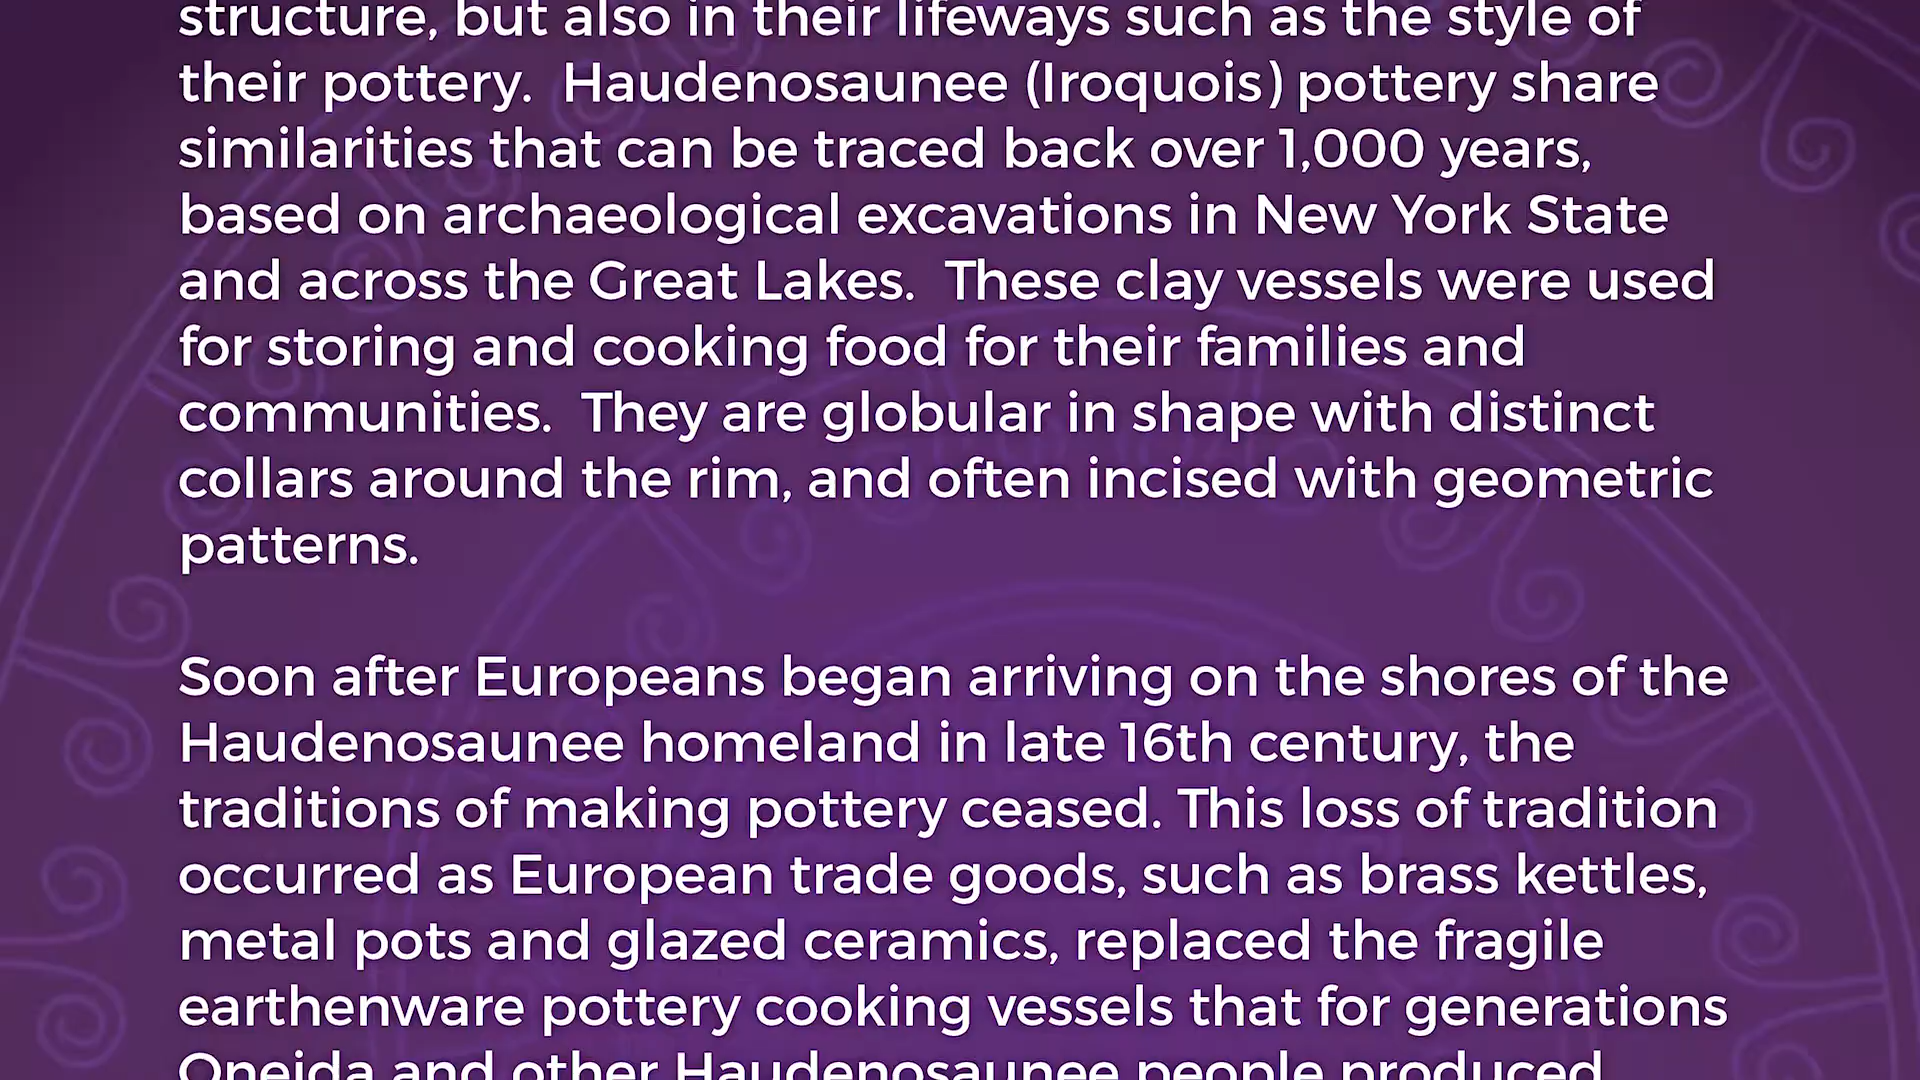 structure, but also in their lifeways such as the style of
their pottery.  Haudenosaunee (Iroquois) pottery share
similarities that can be traced back over 1,000 years,
based on archaeological excavations in New York State
and across the Great Lakes.  These clay vessels were used
for storing and cooking food for their families and
communities.  They are globular in shape with distinct
collars around the rim, and often incised with geometric
patterns.
Soon after Europeans began arriving on the shores of the
Haudenosaunee homeland in late 16th century, the
traditions of making pottery ceased. This loss of tradition
occurred as European trade goods, such as brass kettles,
metal pots and glazed ceramics, replaced the fragile
earthenware pottery cooking vessels that for generations
Oneida and other Haudenosaunee people produced